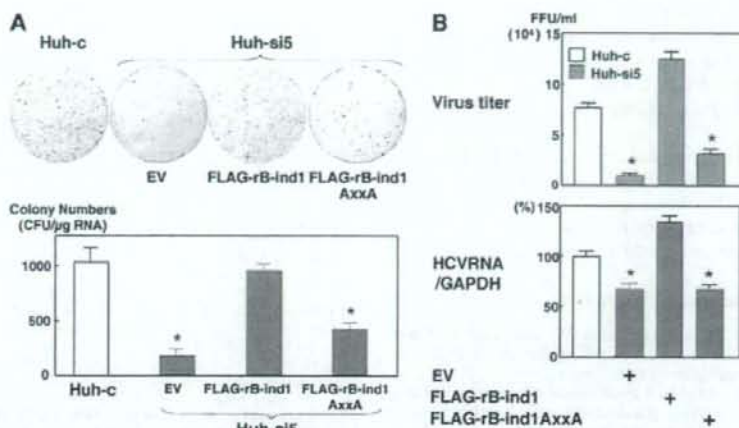 A
Huh-c
Huh-si5
EV
FLAG-rB-ind1
FLAG-rB-ind1
AxxA
Colony Numbers
(CFU/µg RNA)
1000
500
0
*
*
Huh-c
EV
FLAG-rB-ind1
FLAG-rB-ind1
AxxA
Huh-si5
B
FFU/ml
(10⁴)
15
10
5
0
Huh-c
Huh-si5
Virus titer
*
*
(%)
150
100
50
0
HCVRNA
/GAPDH
*
*
EV +
FLAG-rB-ind1 +
FLAG-rB-ind1AxxA +